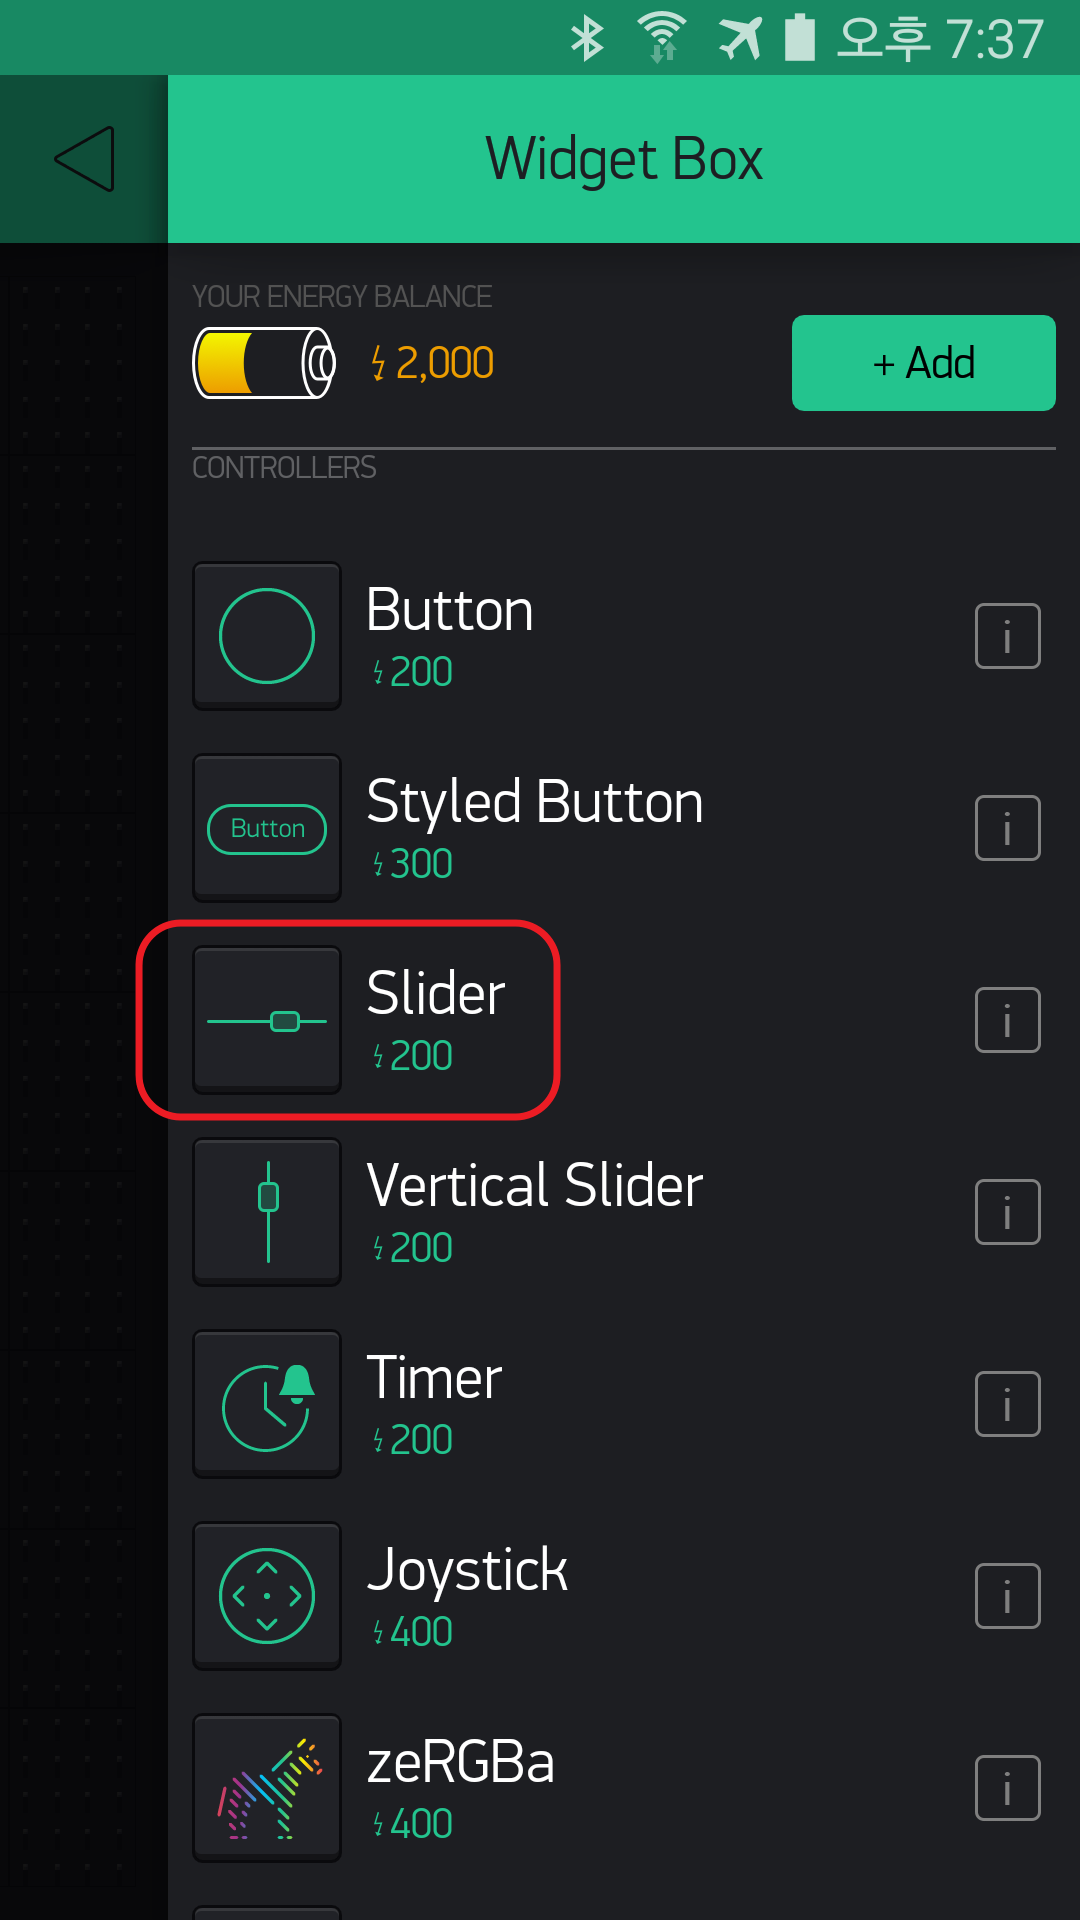 오후 7:37
Widget Box
YOUR ENERGY BALANCE
2,000
+ Add
CONTROLLERS
Button
200
i
Button
Styled Button
300
i
Slider
200
i
Vertical Slider
200
i
Timer
200
i
Joystick
400
i
zeRGBa
400
i